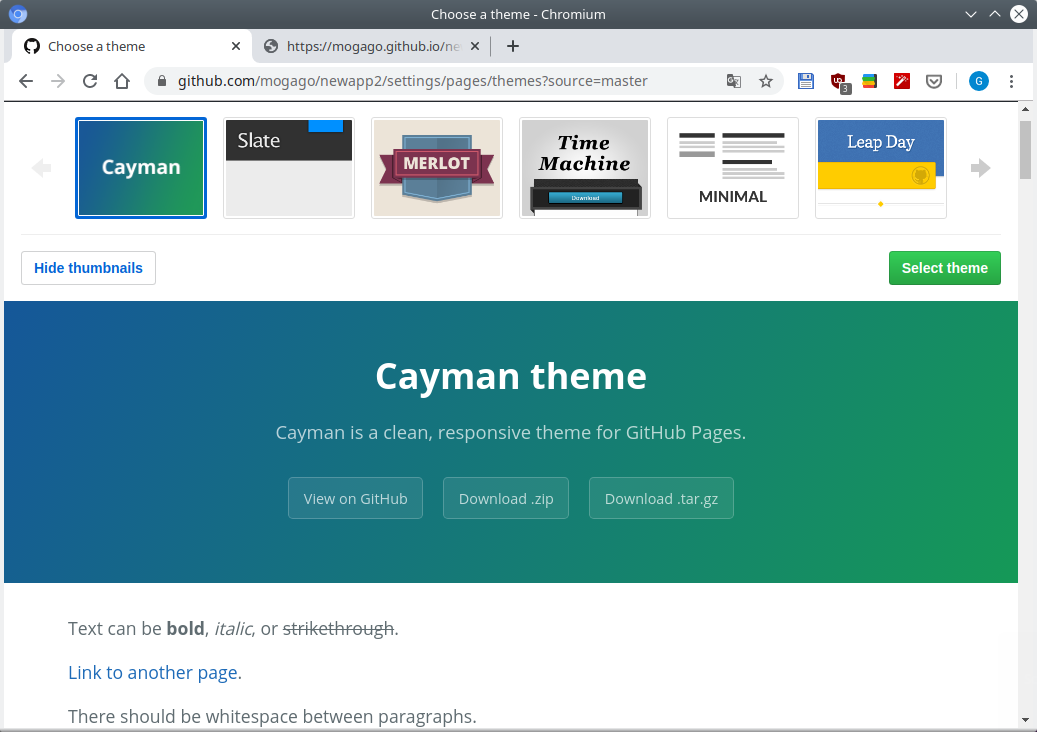 Choose a theme - Chromium
Choose a theme
https://mogago.github.io/ne
github.com/mogago/newapp2/settings/pages/themes?source=master
3
G
Cayman
Slate
MERLOT
Time
Machine
Download
MINIMAL
Leap Day
Hide thumbnails
Select theme
Cayman theme
Cayman is a clean, responsive theme for GitHub Pages.
View on GitHub
Download .zip
Download .tar.gz
Text can be bold, italic, or strikethrough.
Link to another page.
There should be whitespace between paragraphs.